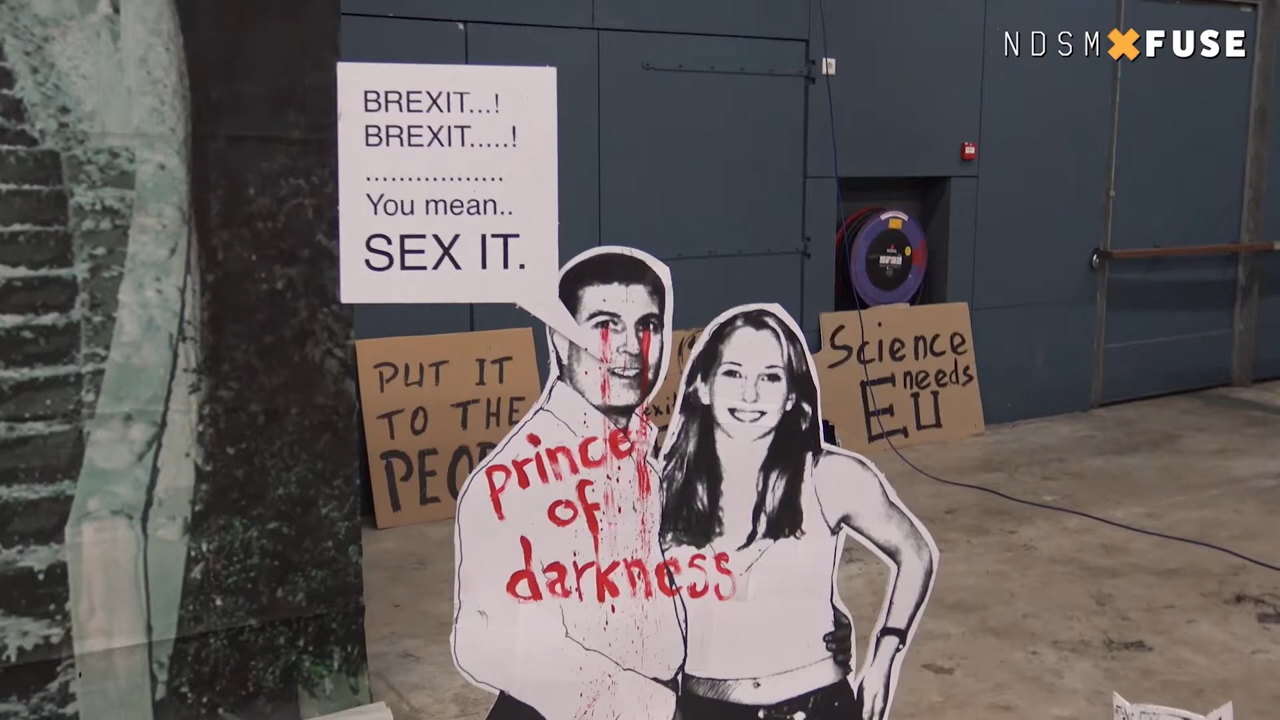 NDSM FUSE
BREXIT...!
BREXIT.....!
.................
You mean..
SEX IT.
PUT IT
TO THE
Science
needs
EU
prince
of
darkness